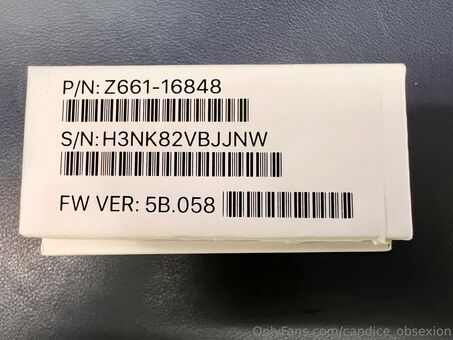 P/N: Z661-16848
S/N: H3NK82VBJJNW
FW VER: 5B.058
OnlyFans.com/candice_obsexion